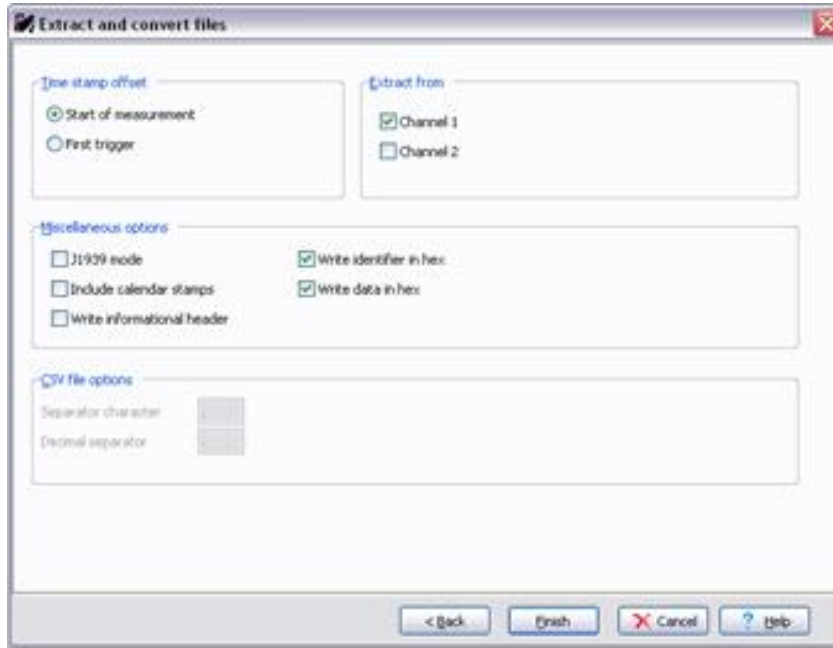 Extract and convert files
Time stamp offset
Start of measurement
First trigger
Extract from
Channel 1
Channel 2
Miscellaneous options
J1939 mode
Include calendar stamps
Write informational header
Write identifier in hex
Write data in hex
CSV file options
Separator character
Decimal separator
< Back
Finish
Cancel
? Help